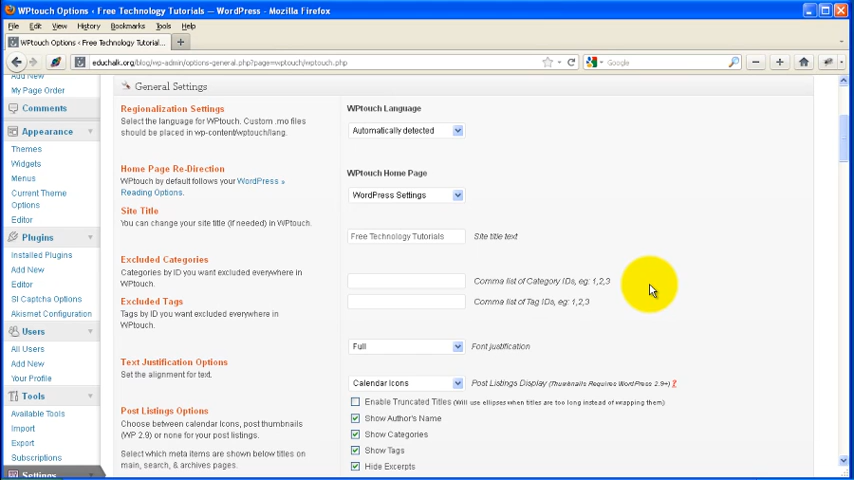 WPtouch Options ‹ Free Technology Tutorials — WordPress - Mozilla Firefox
File Edit View History Bookmarks Tools Help
WPtouch Options ‹ Free Technology Tutorial...
educhalk.org/blog/wp-admin/options-general.php?page=wptouch/wptouch.php
Google
Add New
My Page Order
Comments
Appearance
Themes
Widgets
Menus
Current Theme
Options
Editor
Plugins
Installed Plugins
Add New
Editor
SI Captcha Options
Akismet Configuration
Users
All Users
Add New
Your Profile
Tools
Available Tools
Import
Export
Subscriptions
Settings
General Settings
Regionalization Settings
Select the language for WPtouch. Custom .mo files
should be placed in wp-content/wptouch/lang.
WPtouch Language
Automatically detected
Home Page Re-Direction
WPtouch by default follows your WordPress »
Reading Options.
WPtouch Home Page
WordPress Settings
Site Title
You can change your site title (if needed) in WPtouch.
Free Technology Tutorials Site title text
Excluded Categories
Categories by ID you want excluded everywhere in
WPtouch.
Comma list of Category IDs, eg: 1,2,3
Excluded Tags
Tags by ID you want excluded everywhere in
WPtouch.
Comma list of Tag IDs, eg: 1,2,3
Full Font justification
Text Justification Options
Set the alignment for text.
Calendar Icons Post Listings Display (Thumbnails Requires WordPress 2.9+) ?
Enable Truncated Titles (Will use ellipses when titles are too long instead of wrapping them)
Post Listings Options
Choose between calendar Icons, post thumbnails
(WP 2.9) or none for your post listings.
Select which meta items are shown below titles on
main, search, & archives pages.
Show Author's Name
Show Categories
Show Tags
Hide Excerpts